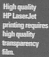 High quality
HP LaserJet
printing requires
high quality
transparency
film.